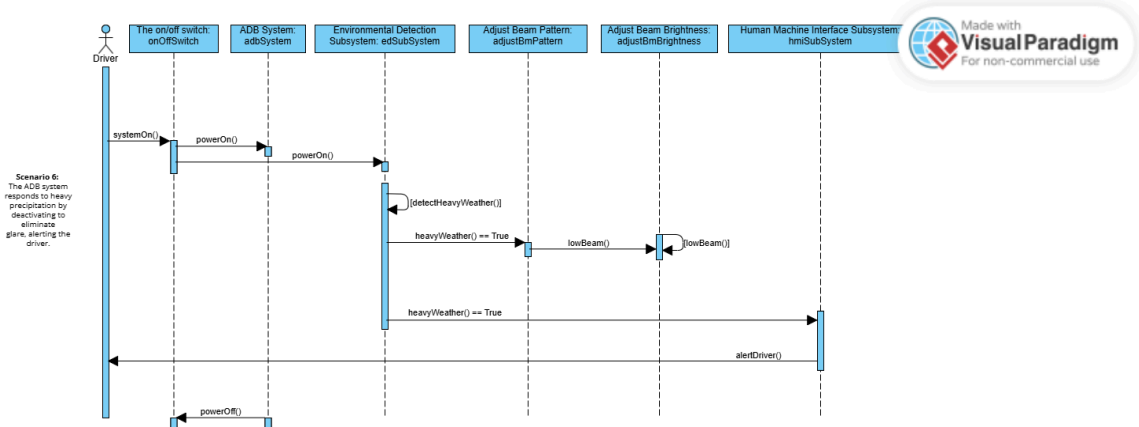 The on/off switch:
onOffSwitch
ADB System:
adbSystem
Environmental Detection
Subsystem: edSubSystem
Adjust Beam Pattern:
adjustBmPattern
Adjust Beam Brightness:
adjustBmBrightness
Human Machine Interface Subsystem:
hmiSubSystem
Made with
VisualParadigm
For non-commercial use
Driver
systemOn()
powerOn()
powerOn()
Scenario 6:
The ADB system
responds to heavy
precipitation by
deactivating to
eliminate
glare, alerting the
driver.
[detectHeavyWeather()]
heavyWeather() == True
lowBeam()
[lowBeam()]
heavyWeather() == True
alertDriver()
powerOff()